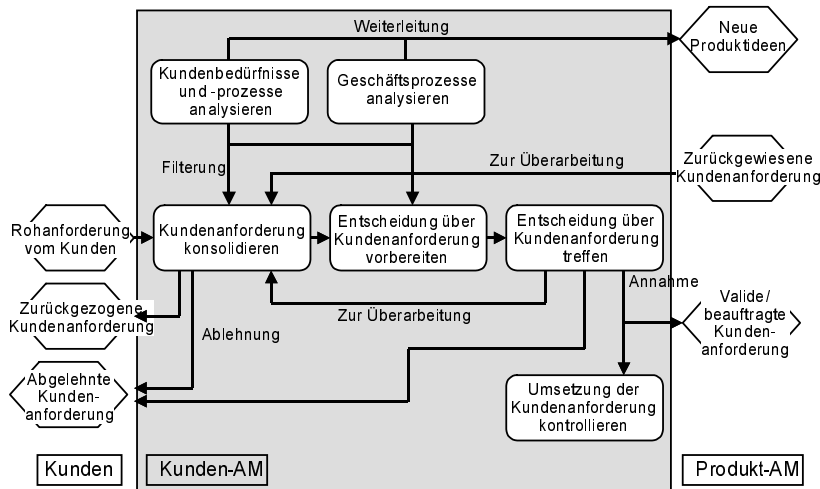 Weiterleitung
Neue
Produktideen
Kundenbedürfnisse
und -prozesse
analysieren
Geschäftsprozesse
analysieren
Filterung
Zur Überarbeitung
Zurückgewiesene
Kundenanforderung
Rohanforderung
vom Kunden
Kundenanforderung
konsolidieren
Entscheidung über
Kundenanforderung
vorbereiten
Entscheidung über
Kundenanforderung
treffen
Annahme
Zurückgezogene
Kundenanforderung
Zur Überarbeitung
Valide/
beauftragte
Kunden-
anforderung
Ablehnung
Abgelehnte
Kunden-
anforderung
Umsetzung der
Kundenanforderung
kontrollieren
Kunden
Kunden-AM
Produkt-AM